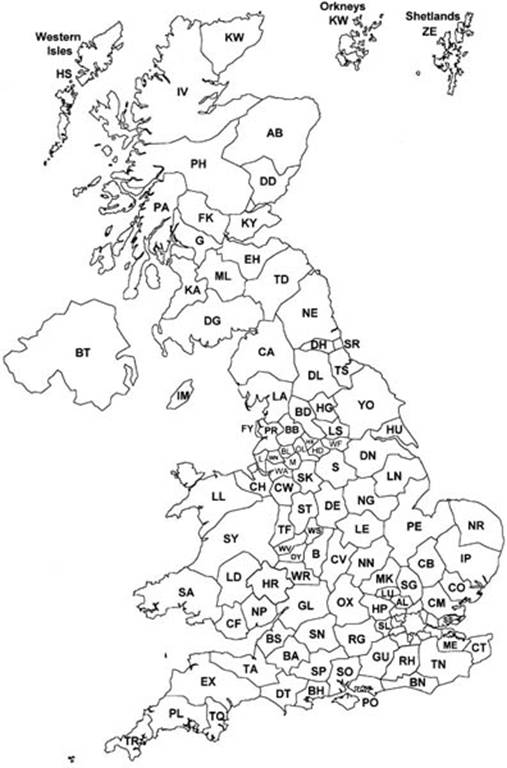 Orkneys
KW
Shetlands
ZE
Western
Isles
HS
KW
IV
AB
PH
DD
PA
FK
KY
G
EH
ML
TD
KA
DG
NE
BT
CA
DH
SR
DL
TS
IM
LA
BD
HG
YO
FY
PR
BB
LS
HU
BL
OL
HX
HD
WF
DN
L
WN
M
WA
S
LN
CH
CW
SK
LL
ST
DE
NG
SY
TF
WS
LE
PE
NR
WV
DY
B
CV
NN
CB
IP
LD
HR
WR
MK
SG
SA
NP
GL
OX
LU
CO
HP
AL
CM
CF
SL
SS
BS
SN
RG
ME
CT
BA
GU
RH
TN
TA
SP
SO
EX
DT
BH
BN
PO
PL
TQ
TR